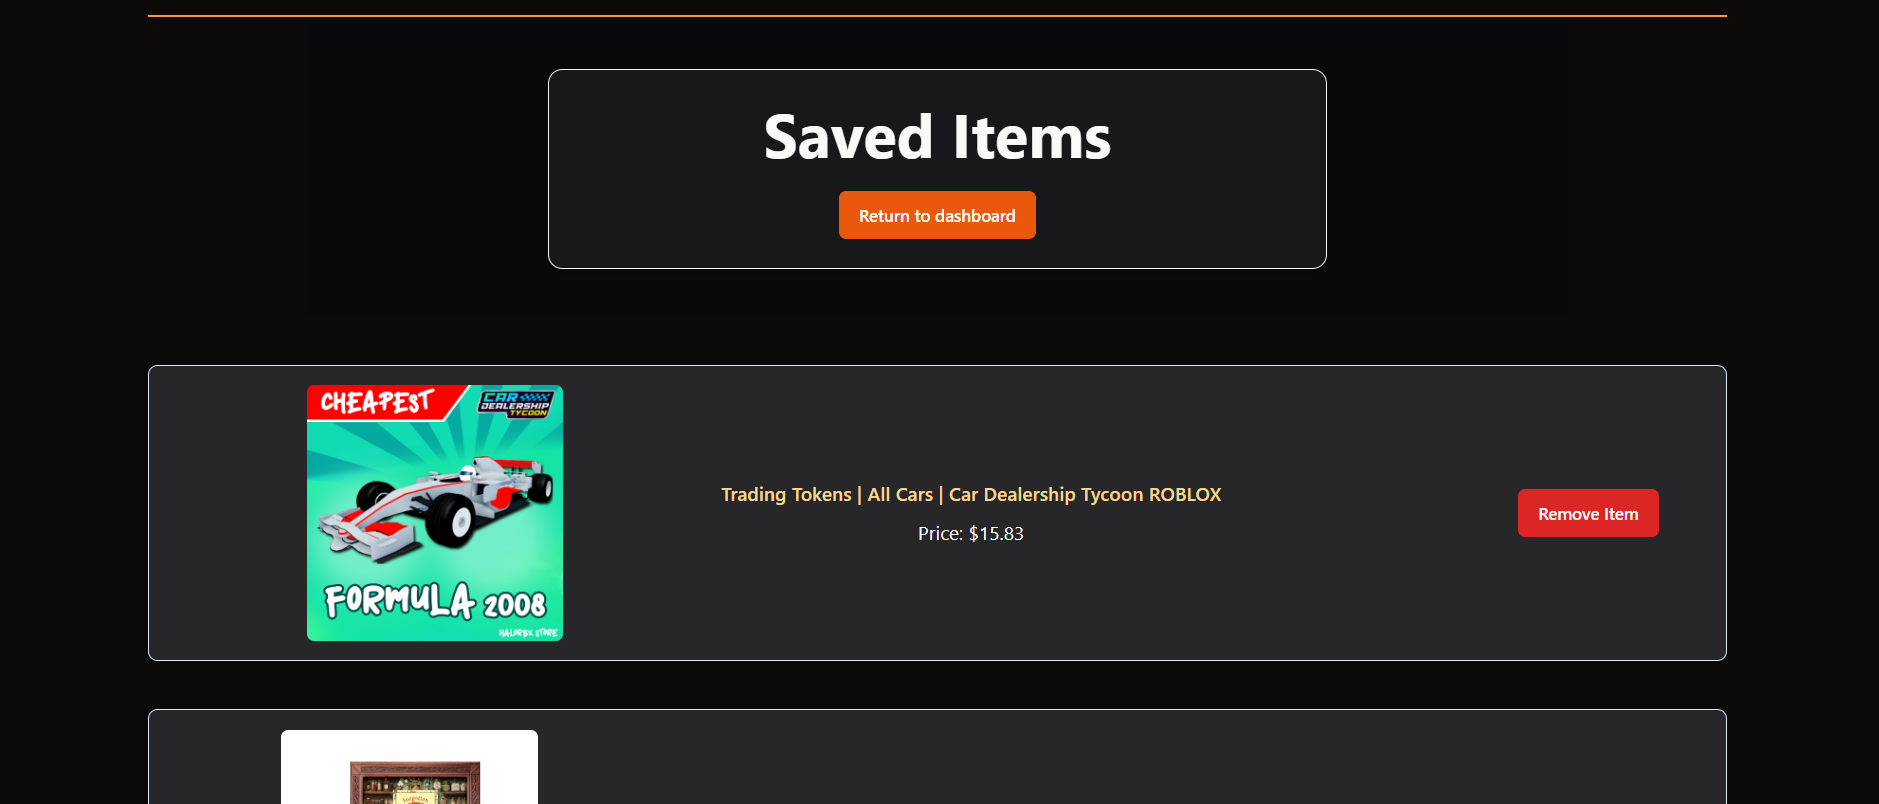 Saved Items
Return to dashboard
CHEAPEST
CAR
DEALERSHIP
TYCOON
FORMULA 2008
HALORBX STORE
Trading Tokens | All Cars | Car Dealership Tycoon ROBLOX
Price: $15.83
Remove Item